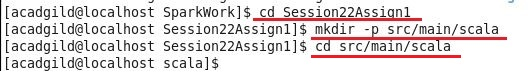 [acadgild@localhost SparkWork]$ cd Session22Assign1
[acadgild@localhost Session22Assign1]$ mkdir -p src/main/scala
[acadgild@localhost Session22Assign1]$ cd src/main/scala
[acadgild@localhost scala]$